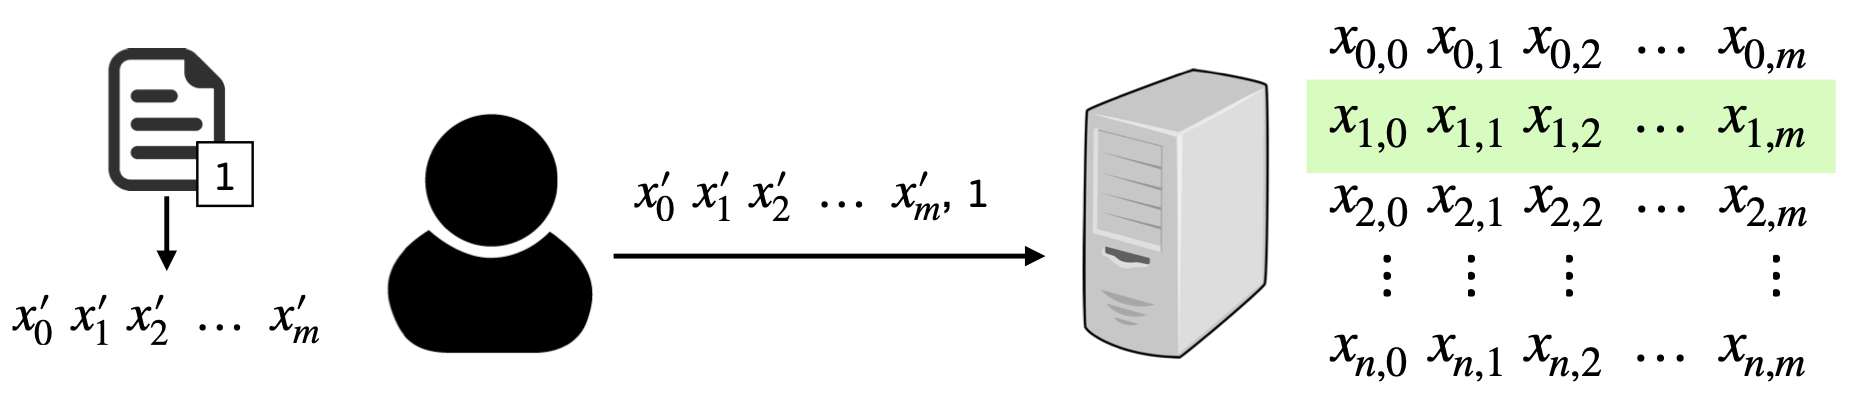 1
x′₀ x′₁ x′₂ … x′ₘ
x′₀ x′₁ x′₂ … x′ₘ, 1
x₀,₀ x₀,₁ x₀,₂ … x₀,ₘ
x₁,₀ x₁,₁ x₁,₂ … x₁,ₘ
x₂,₀ x₂,₁ x₂,₂ … x₂,ₘ
⋮ ⋮ ⋮ ⋮
xₙ,₀ xₙ,₁ xₙ,₂ … xₙ,ₘ